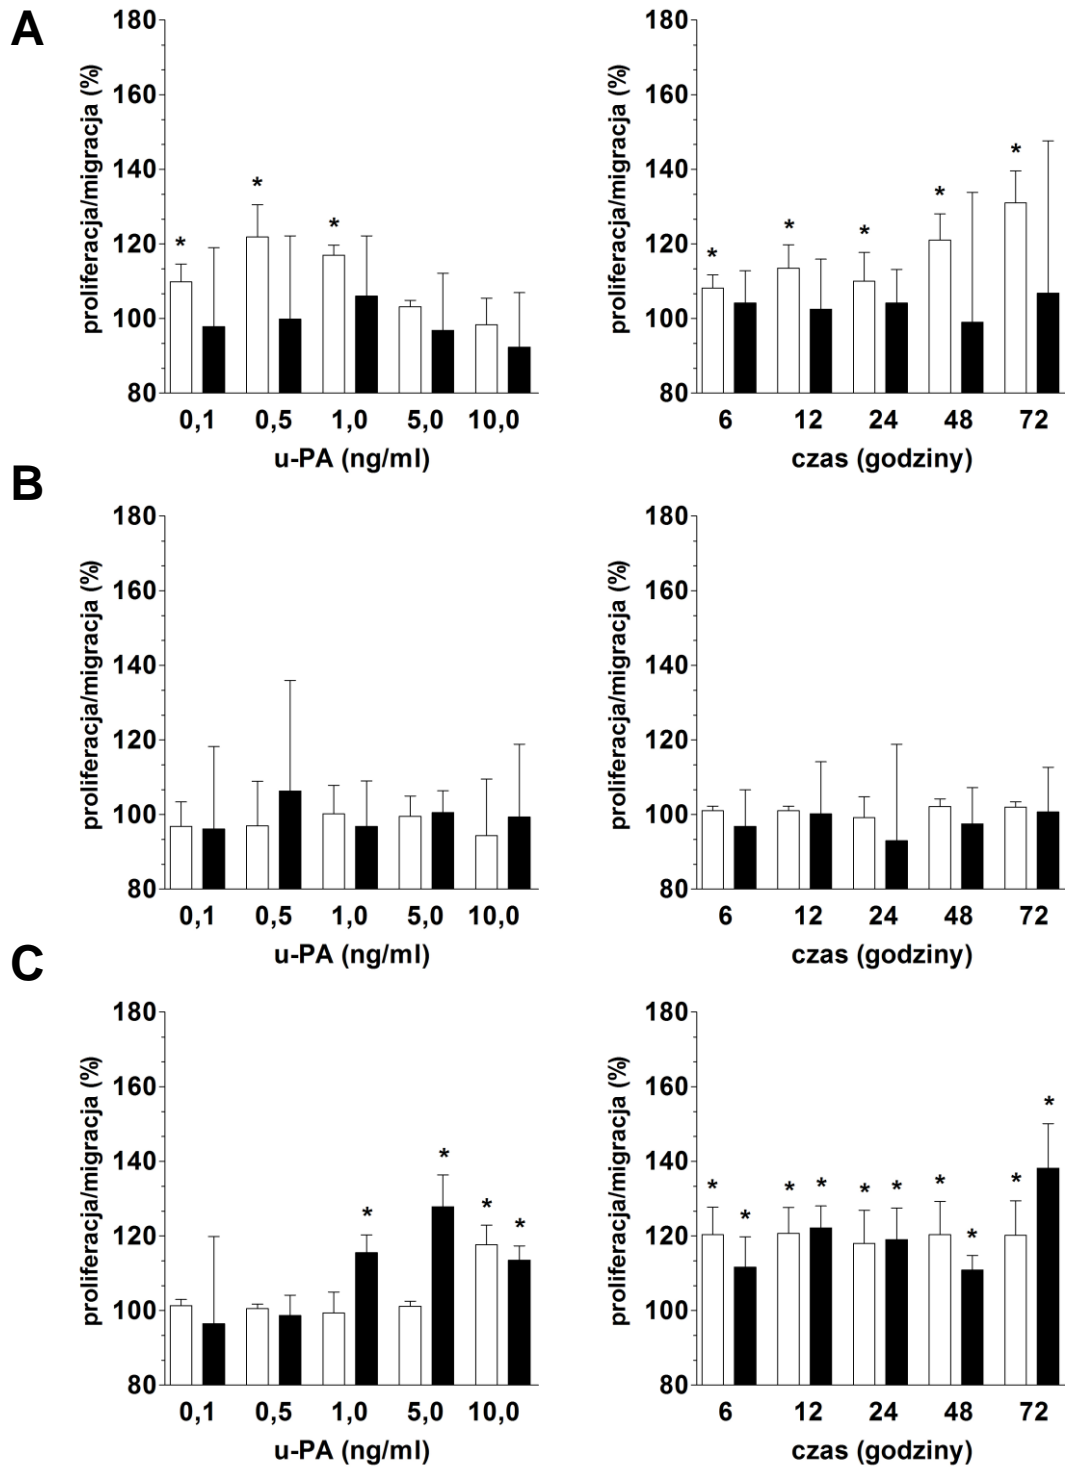 A
proliferacja/migracja (%)
180
160
140
120
100
80
* * *
0,1 0,5 1,0 5,0 10,0
u-PA (ng/ml)
proliferacja/migracja (%)
180
160
140
120
100
80
* * * * *
6 12 24 48 72
czas (godziny)
B
proliferacja/migracja (%)
180
160
140
120
100
80
0,1 0,5 1,0 5,0 10,0
u-PA (ng/ml)
proliferacja/migracja (%)
180
160
140
120
100
80
6 12 24 48 72
czas (godziny)
C
proliferacja/migracja (%)
180
160
140
120
100
80
* * * *
0,1 0,5 1,0 5,0 10,0
u-PA (ng/ml)
proliferacja/migracja (%)
180
160
140
120
100
80
* * * * * * * * * *
6 12 24 48 72
czas (godziny)